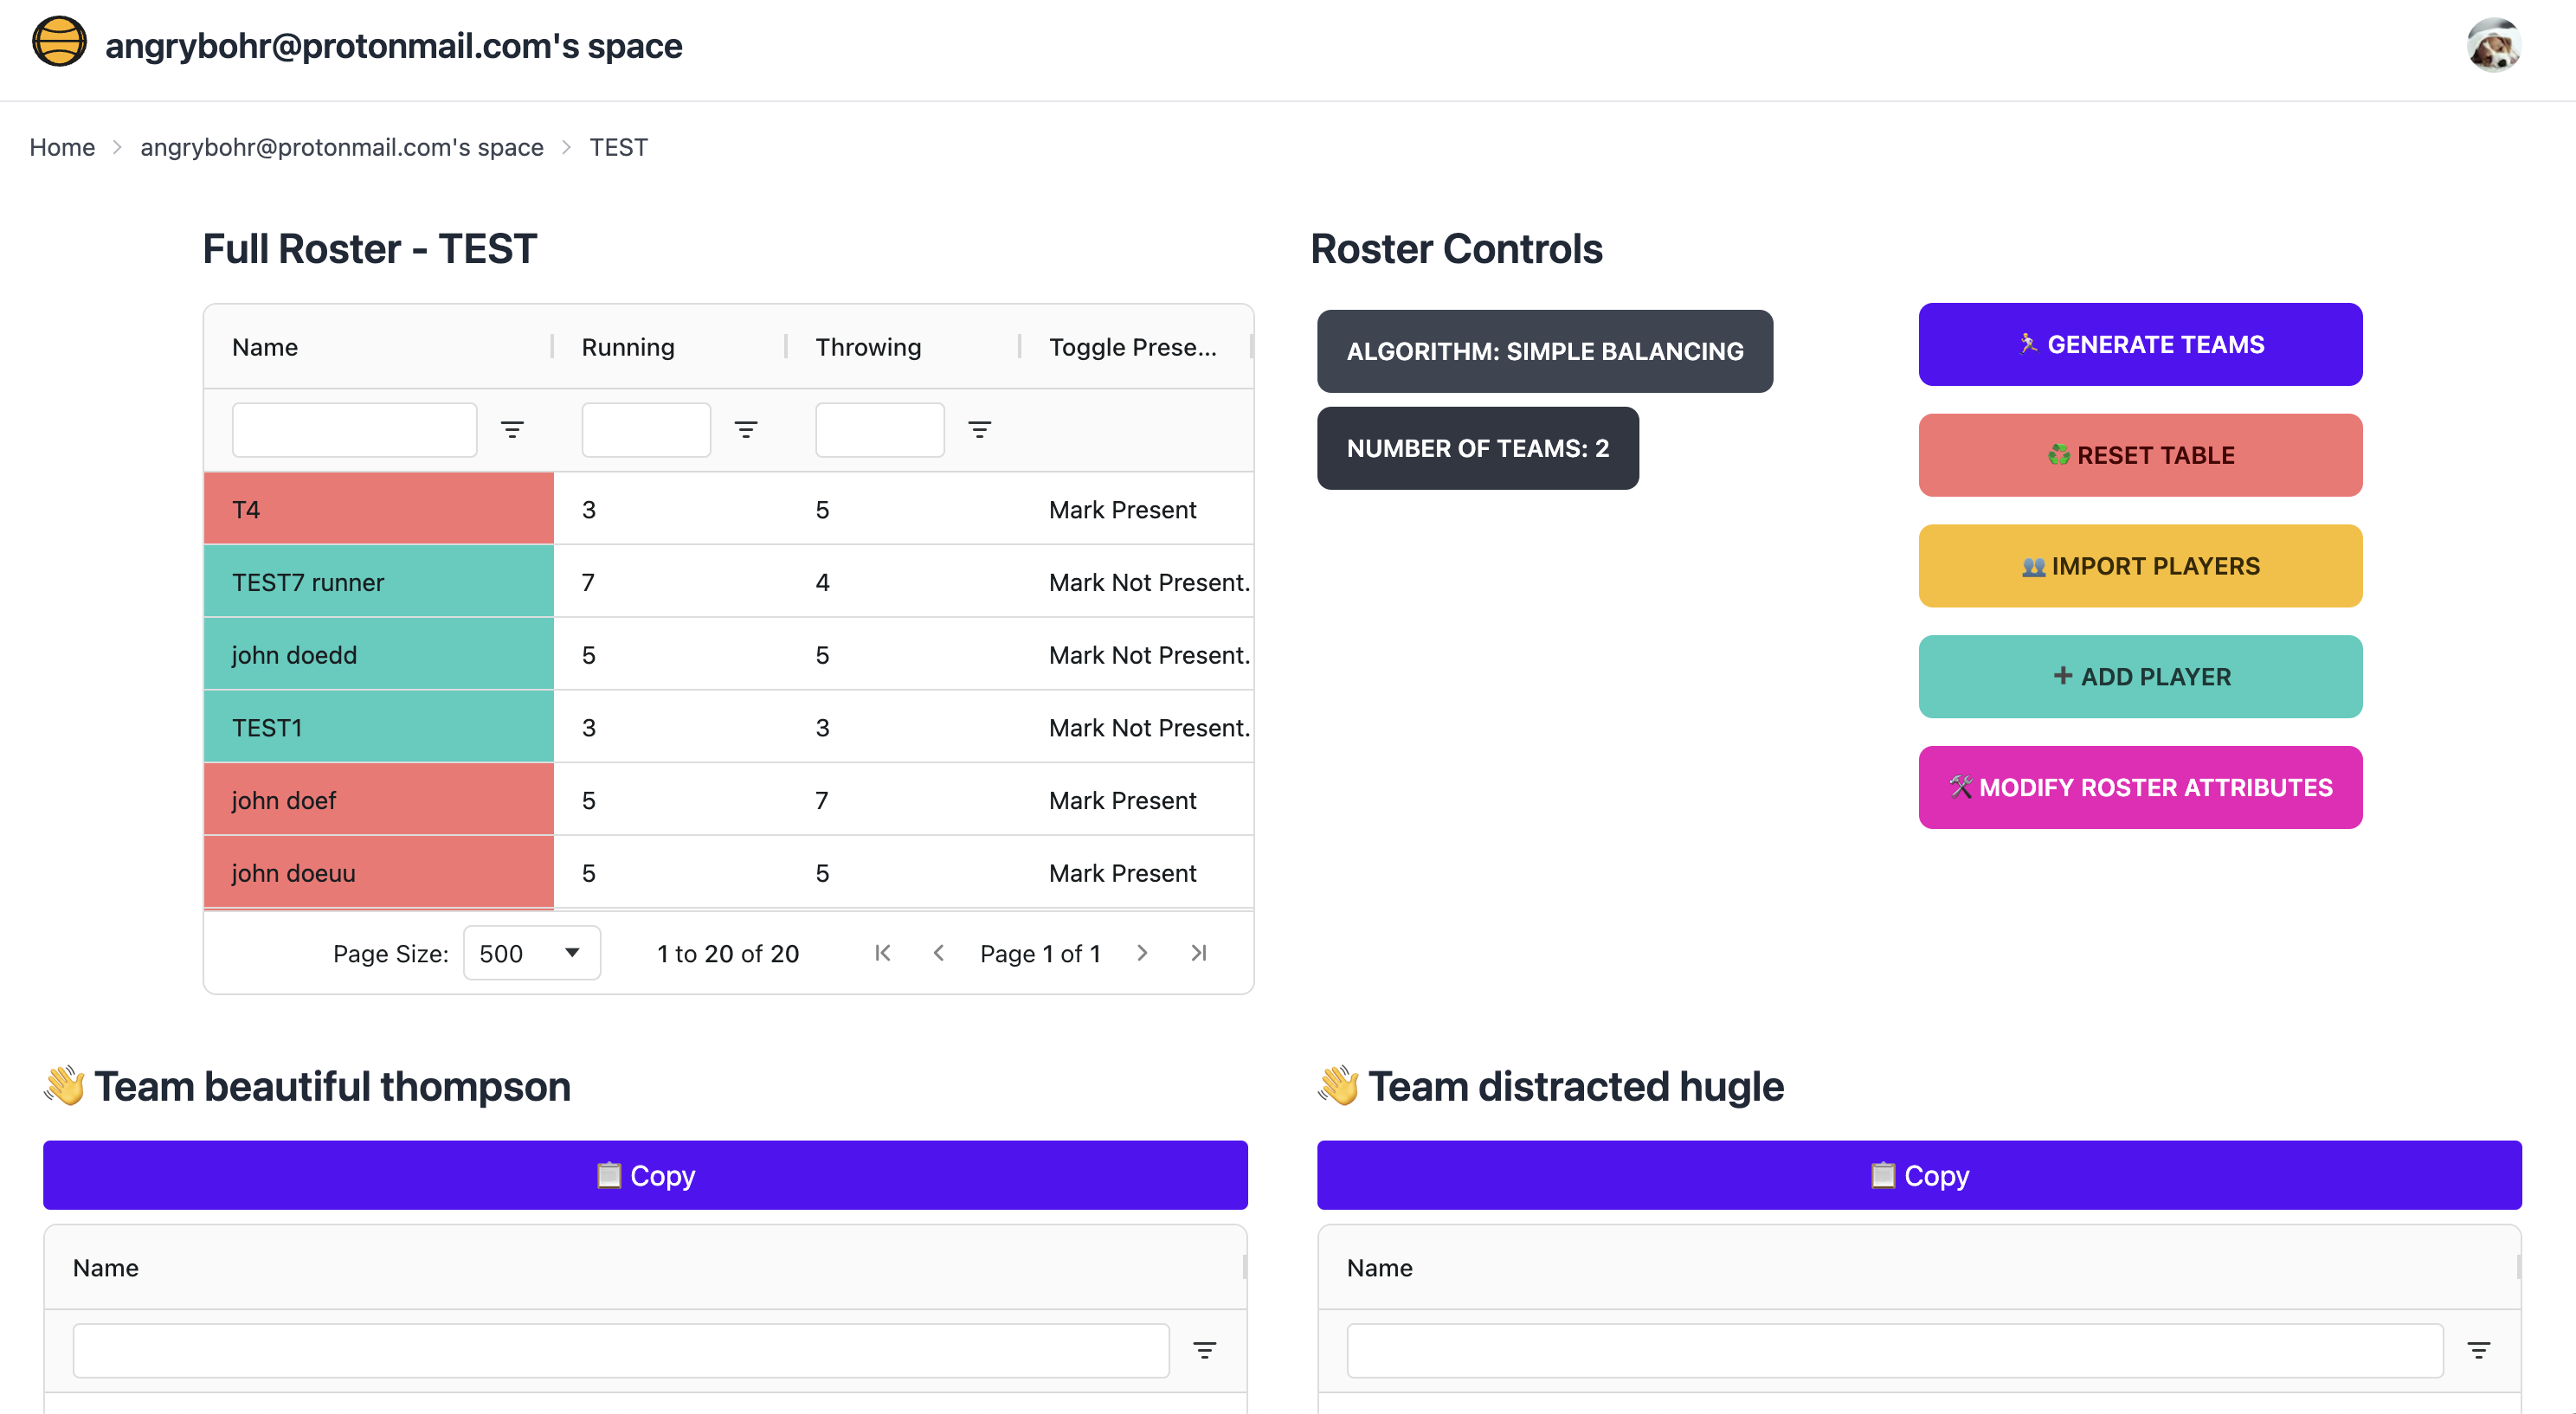 angrybohr@protonmail.com's space
Home > angrybohr@protonmail.com's space > TEST
Full Roster - TEST
Name Running Throwing Toggle Prese...
T4 3 5 Mark Present
TEST7 runner 7 4 Mark Not Present.
john doedd 5 5 Mark Not Present.
TEST1 3 3 Mark Not Present.
john doef 5 7 Mark Present
john doeuu 5 5 Mark Present
Page Size: 500 1 to 20 of 20 Page 1 of 1
Roster Controls
ALGORITHM: SIMPLE BALANCING
NUMBER OF TEAMS: 2
GENERATE TEAMS
RESET TABLE
IMPORT PLAYERS
ADD PLAYER
MODIFY ROSTER ATTRIBUTES
Team beautiful thompson
Copy
Name
Team distracted hugle
Copy
Name